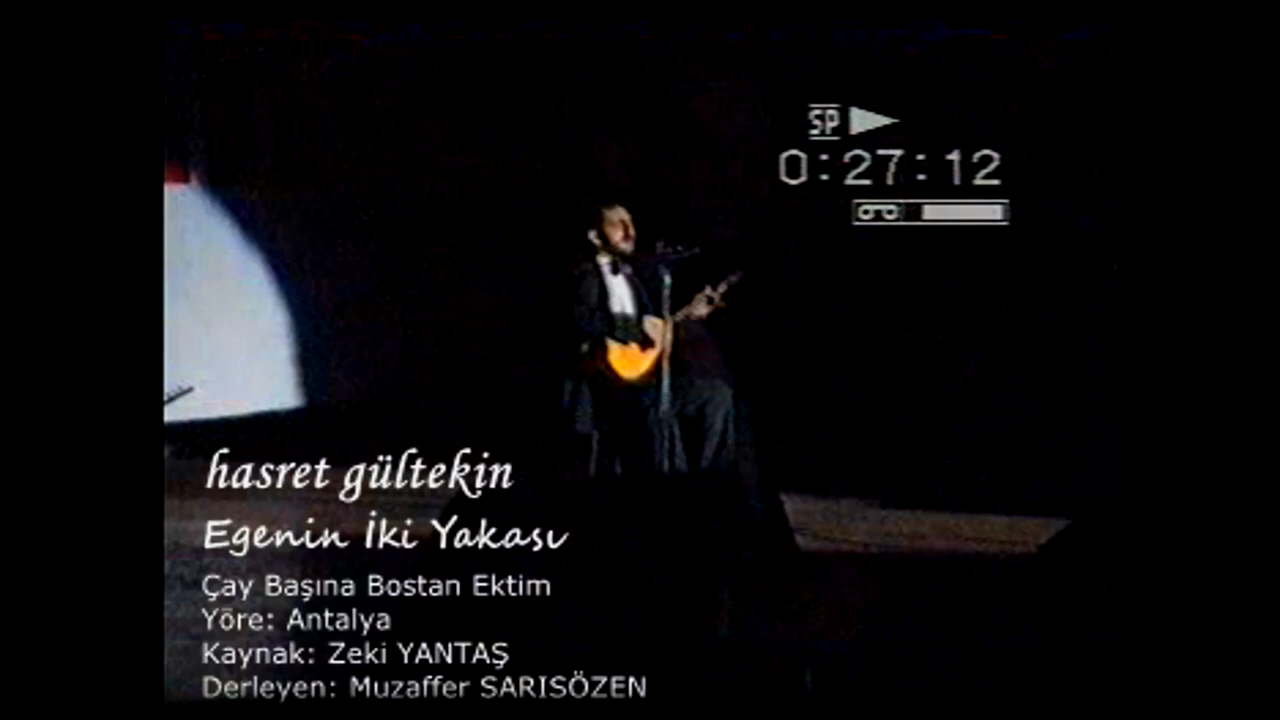 SP
0:27:12
hasret gültekin
Egenin İki Yakası
Çay Başına Bostan Ektim
Yöre: Antalya
Kaynak: Zeki YANTAŞ
Derleyen: Muzaffer SARISÖZEN